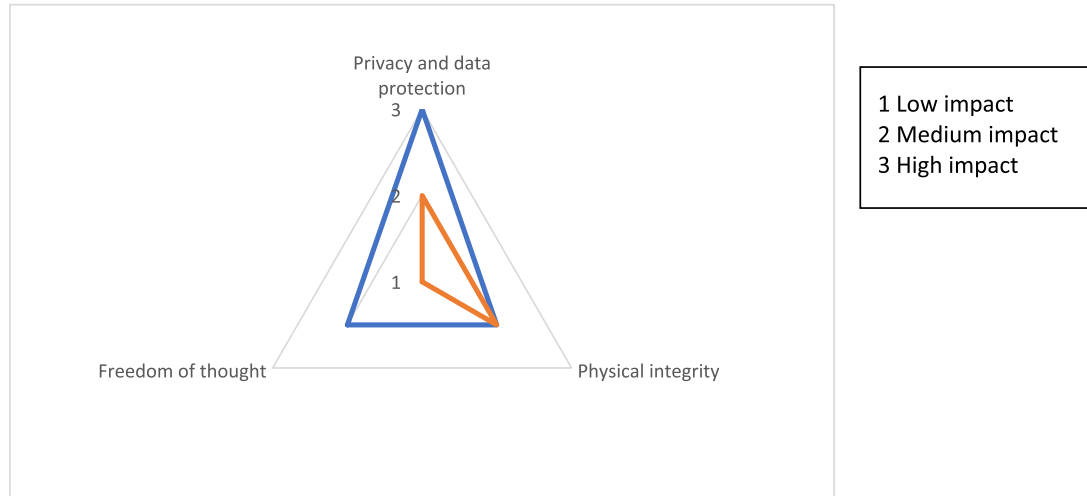 Privacy and data
protection
3
2
1
Freedom of thought
Physical integrity
1 Low impact
2 Medium impact
3 High impact